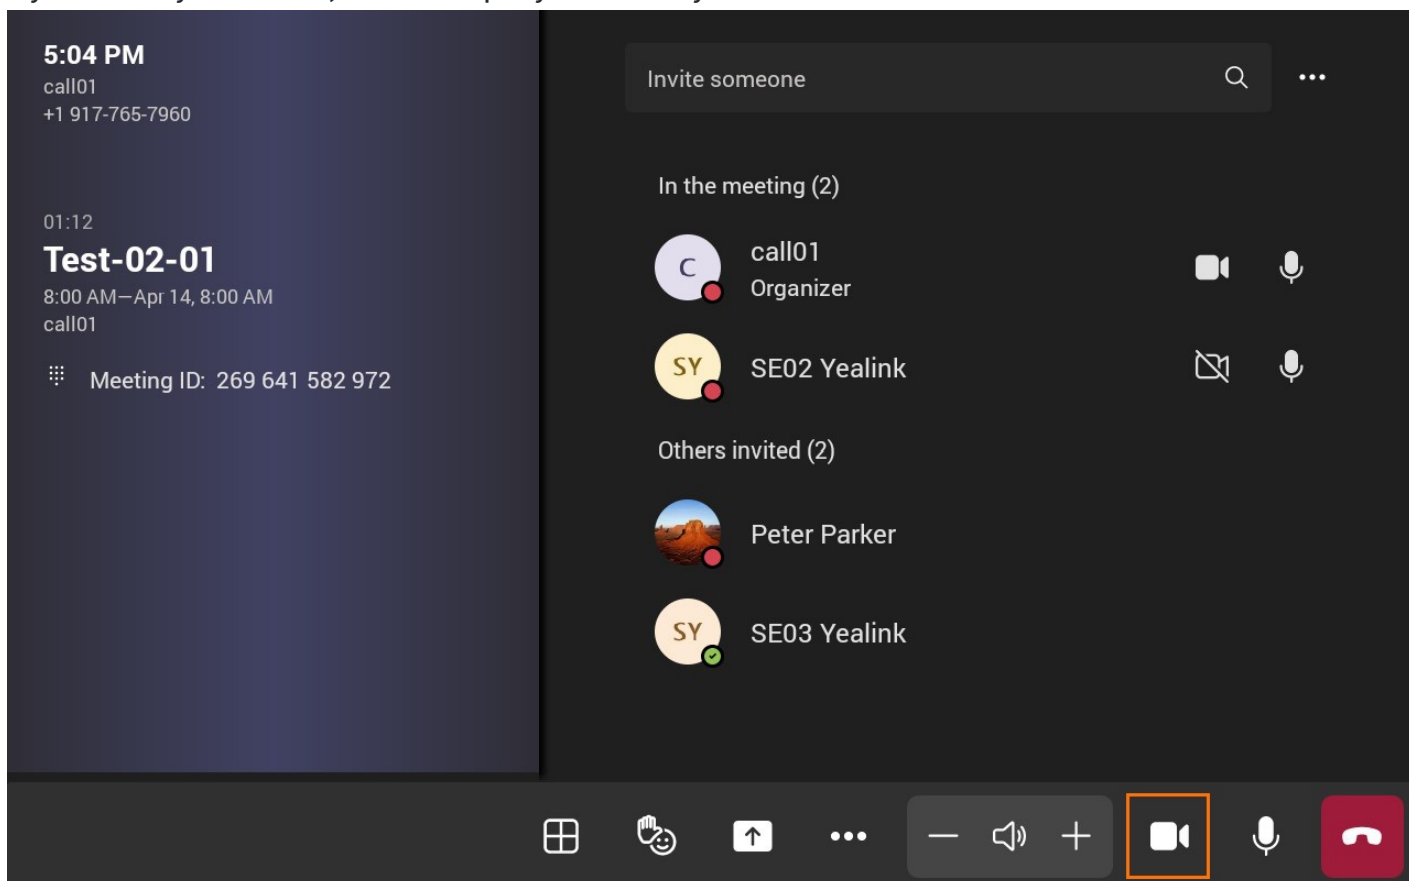 5:04 PM
call01
+1 917-765-7960
01:12
Test-02-01
8:00 AM—Apr 14, 8:00 AM
call01
Meeting ID: 269 641 582 972
Invite someone
In the meeting (2)
C
call01
Organizer
SY
SE02 Yealink
Others invited (2)
Peter Parker
SY
SE03 Yealink